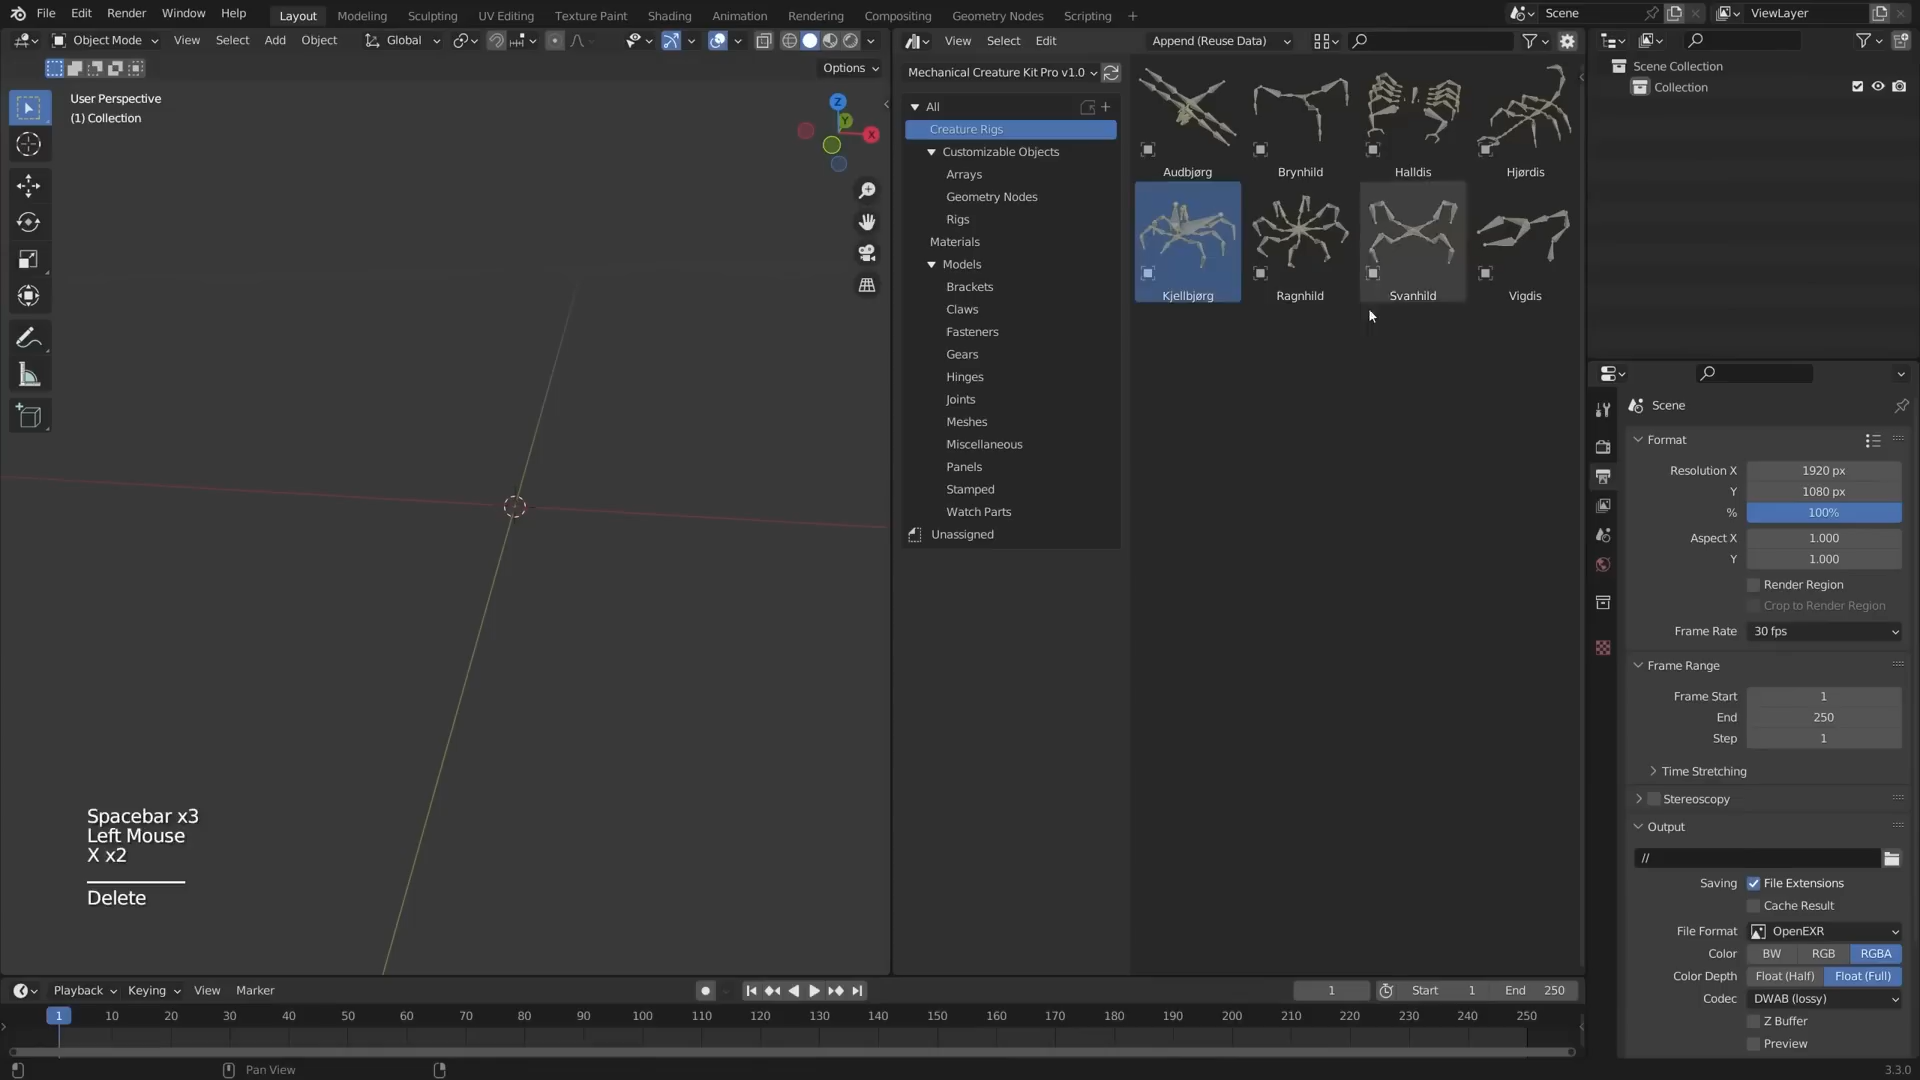 File Edit Render Window Help Layout Modeling Sculpting UV Editing Texture Paint Shading Animation Rendering Compositing Geometry Nodes Scripting + Scene ViewLayer
Object Mode View Select Add Object Global View Select Edit Append (Reuse Data)
Options
User Perspective
(1) Collection
Z
Y
X
Mechanical Creature Kit Pro v1.0
All
Creature Rigs
Customizable Objects
Arrays
Geometry Nodes
Rigs
Materials
Models
Brackets
Claws
Fasteners
Gears
Hinges
Joints
Meshes
Miscellaneous
Panels
Stamped
Watch Parts
Unassigned
Audbjørg Brynhild Halldis Hjørdis
Kjellbjørg Ragnhild Svanhild Vigdis
Scene Collection
Collection
Scene
Format
Resolution X 1920 px
Y 1080 px
% 100%
Aspect X 1.000
Y 1.000
Render Region
Crop to Render Region
Frame Rate 30 fps
Frame Range
Frame Start 1
End 250
Step 1
Time Stretching
Stereoscopy
Output
//
Saving File Extensions
Cache Result
File Format OpenEXR
Color BW RGB RGBA
Color Depth Float (Half) Float (Full)
Codec DWAB (lossy)
Z Buffer
Preview
Spacebar x3
Left Mouse
X x2
Delete
Playback Keying View Marker 1 Start 1 End 250
1 10 20 30 40 50 60 70 80 90 100 110 120 130 140 150 160 170 180 190 200 210 220 230 240 250
Pan View 3.3.0